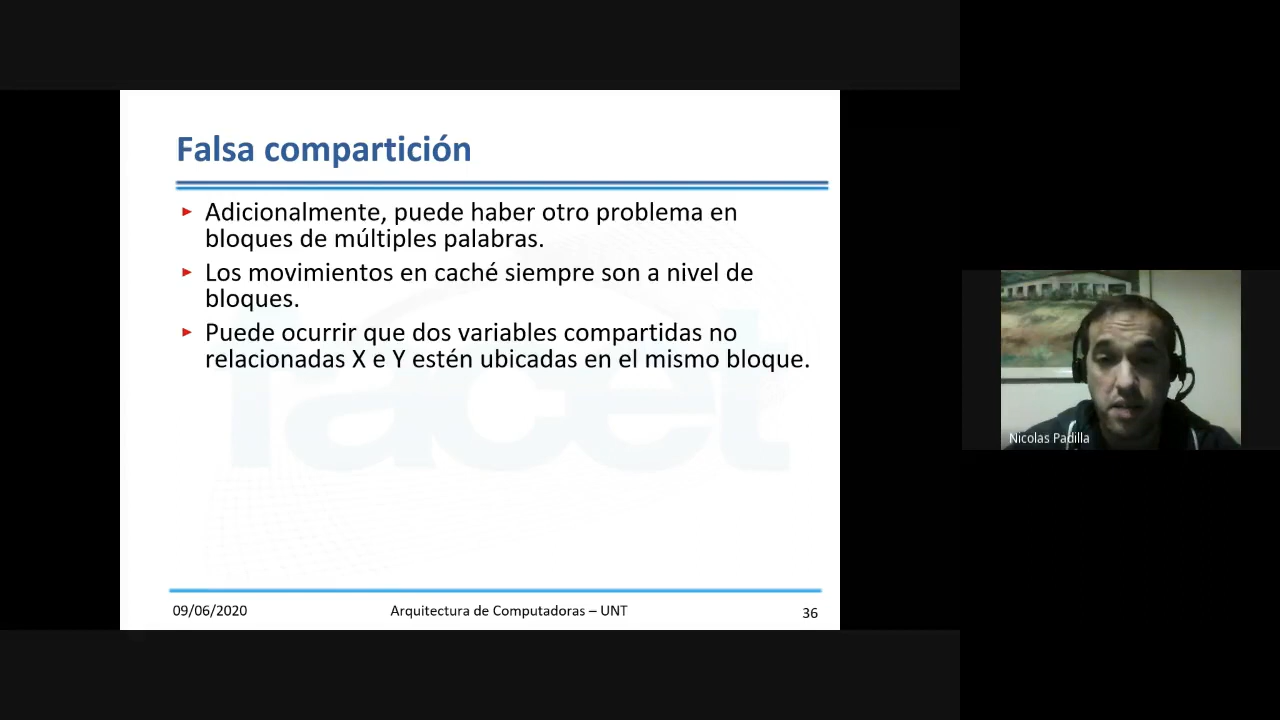 Falsa compartición
Adicionalmente, puede haber otro problema en
bloques de múltiples palabras.
Los movimientos en caché siempre son a nivel de
bloques.
Puede ocurrir que dos variables compartidas no
relacionadas X e Y estén ubicadas en el mismo bloque.
facet
09/06/2020
Arquitectura de Computadoras – UNT
36
Nicolas Padilla